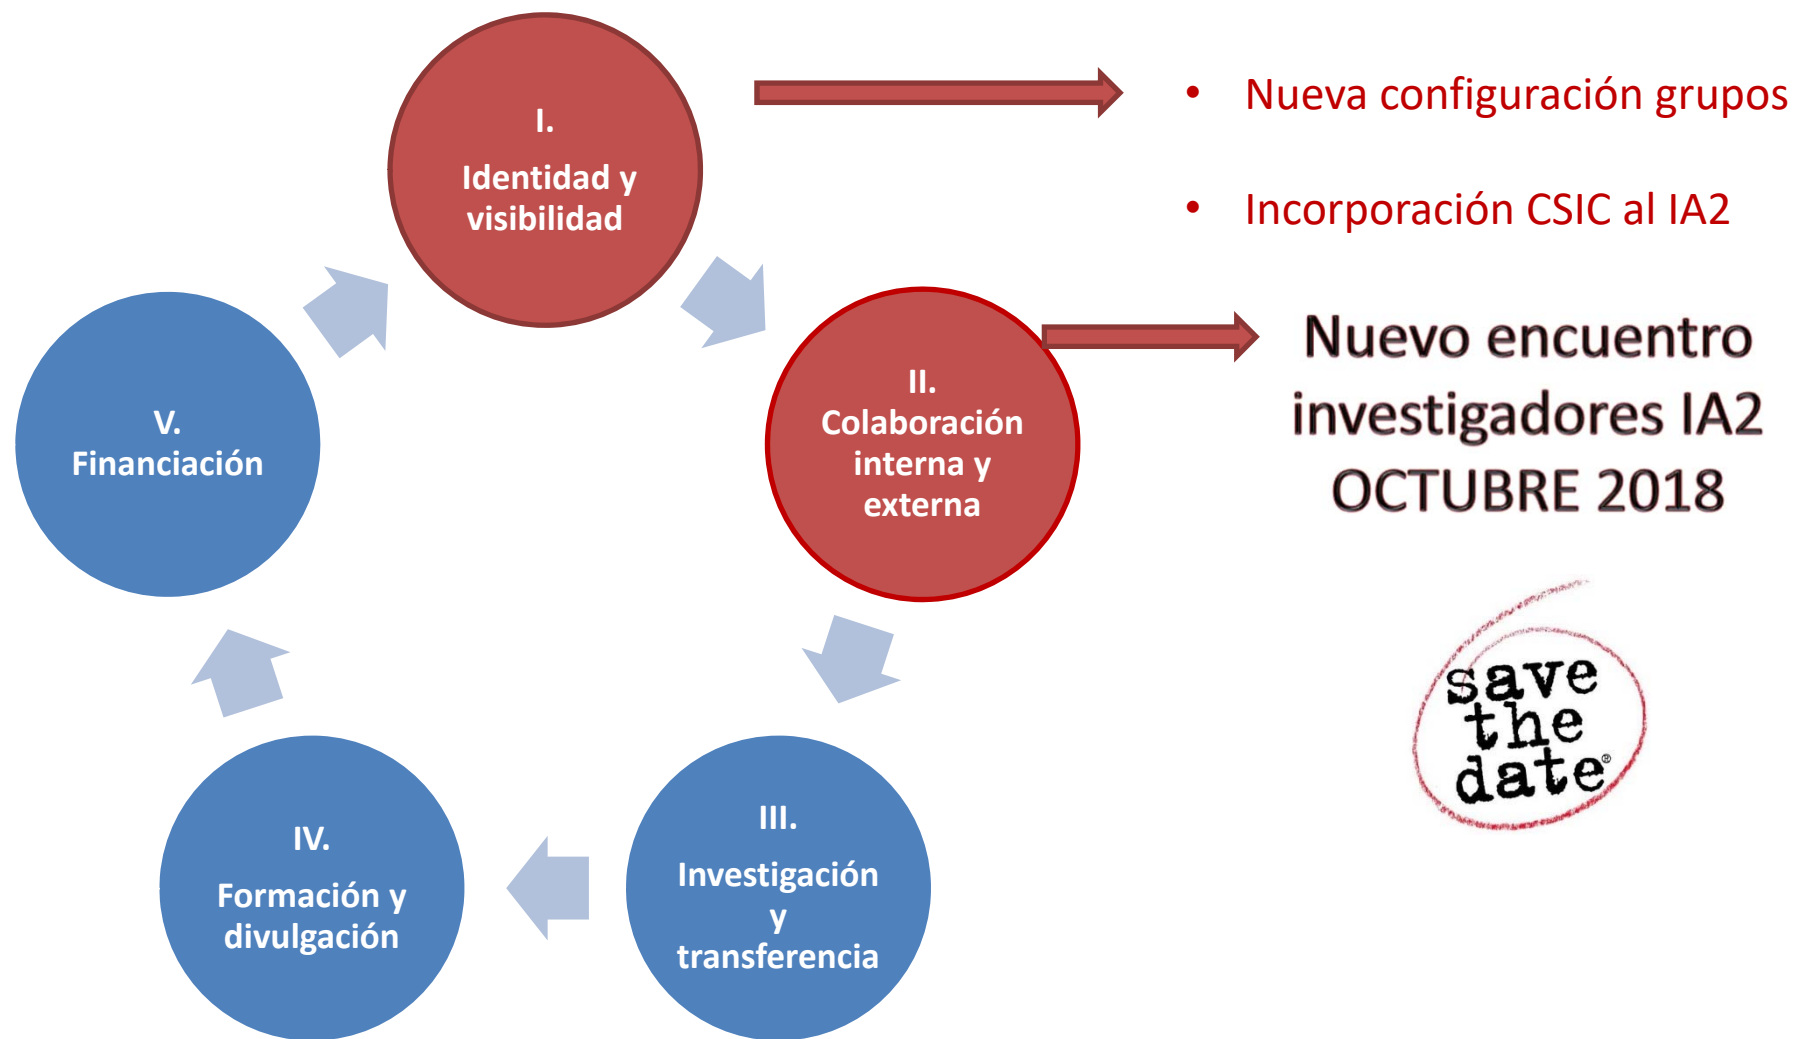 I.
Identidad y
visibilidad
• Nueva configuración grupos
• Incorporación CSIC al IA2
II.
Colaboración
interna y
externa
Nuevo encuentro
investigadores IA2
OCTUBRE 2018
save
the
date®
III.
Investigación
y
transferencia
IV.
Formación y
divulgación
V.
Financiación